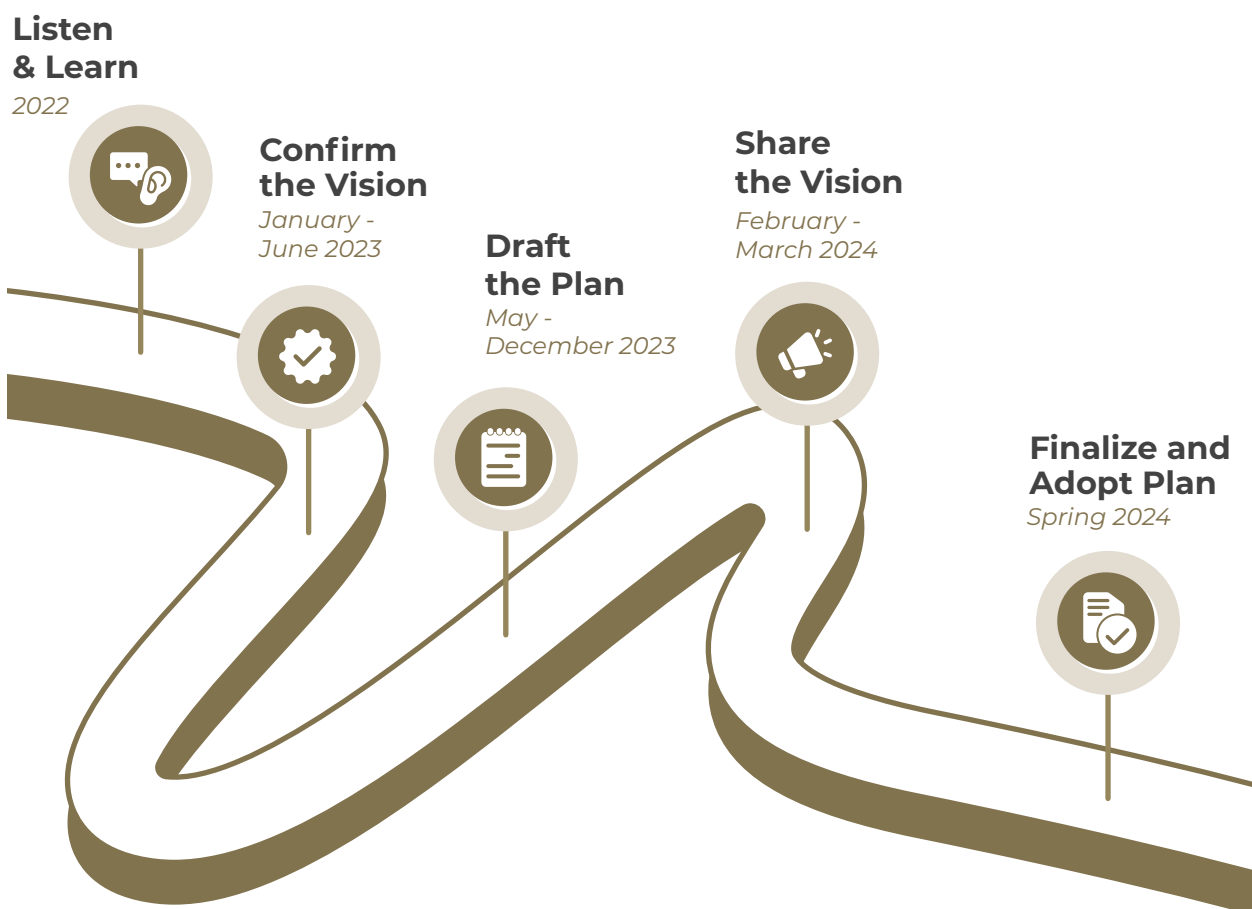 Listen
& Learn
2022
Confirm
the Vision
January -
June 2023
Draft
the Plan
May -
December 2023
Share
the Vision
February -
March 2024
Finalize and
Adopt Plan
Spring 2024